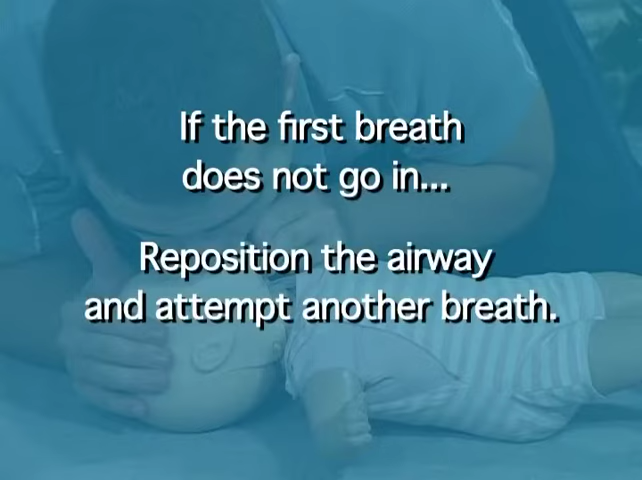 If the first breath
does not go in...
Reposition the airway
and attempt another breath.